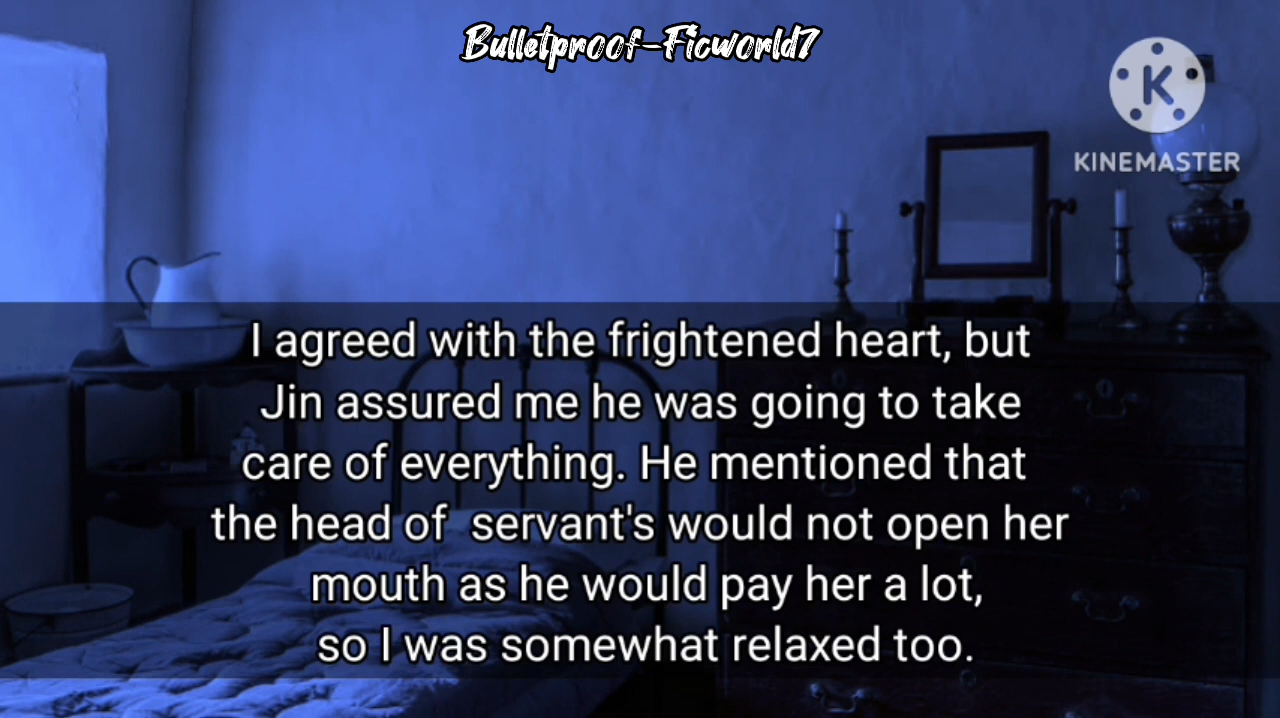 Bulletproof-Ficworld7
K
KINEMASTER
I agreed with the frightened heart, but
Jin assured me he was going to take
care of everything. He mentioned that
the head of  servant's would not open her
mouth as he would pay her a lot,
so I was somewhat relaxed too.